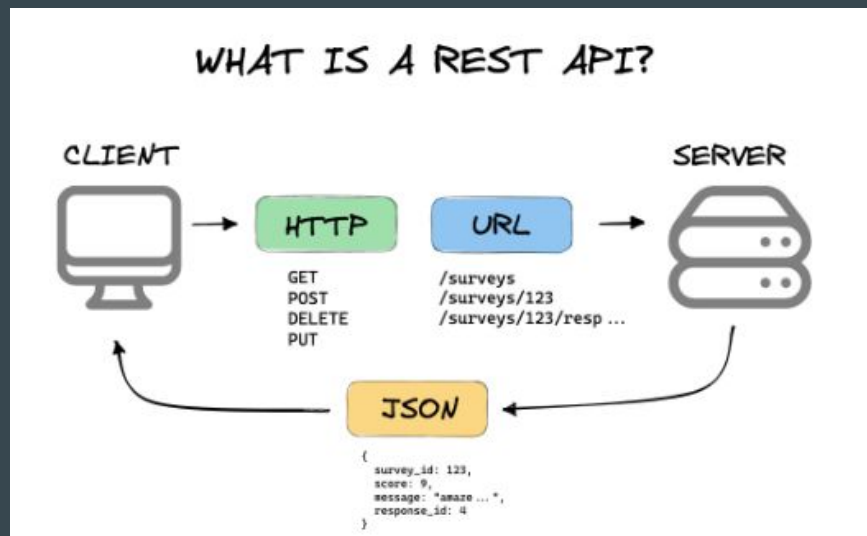 WHAT IS A REST API?
CLIENT
SERVER
HTTP
URL
GET
POST
DELETE
PUT
/surveys
/surveys/123
/surveys/123/resp ...
JSON
{
survey_id: 123,
score: 9,
message: "amaze ...",
response_id: 4
}